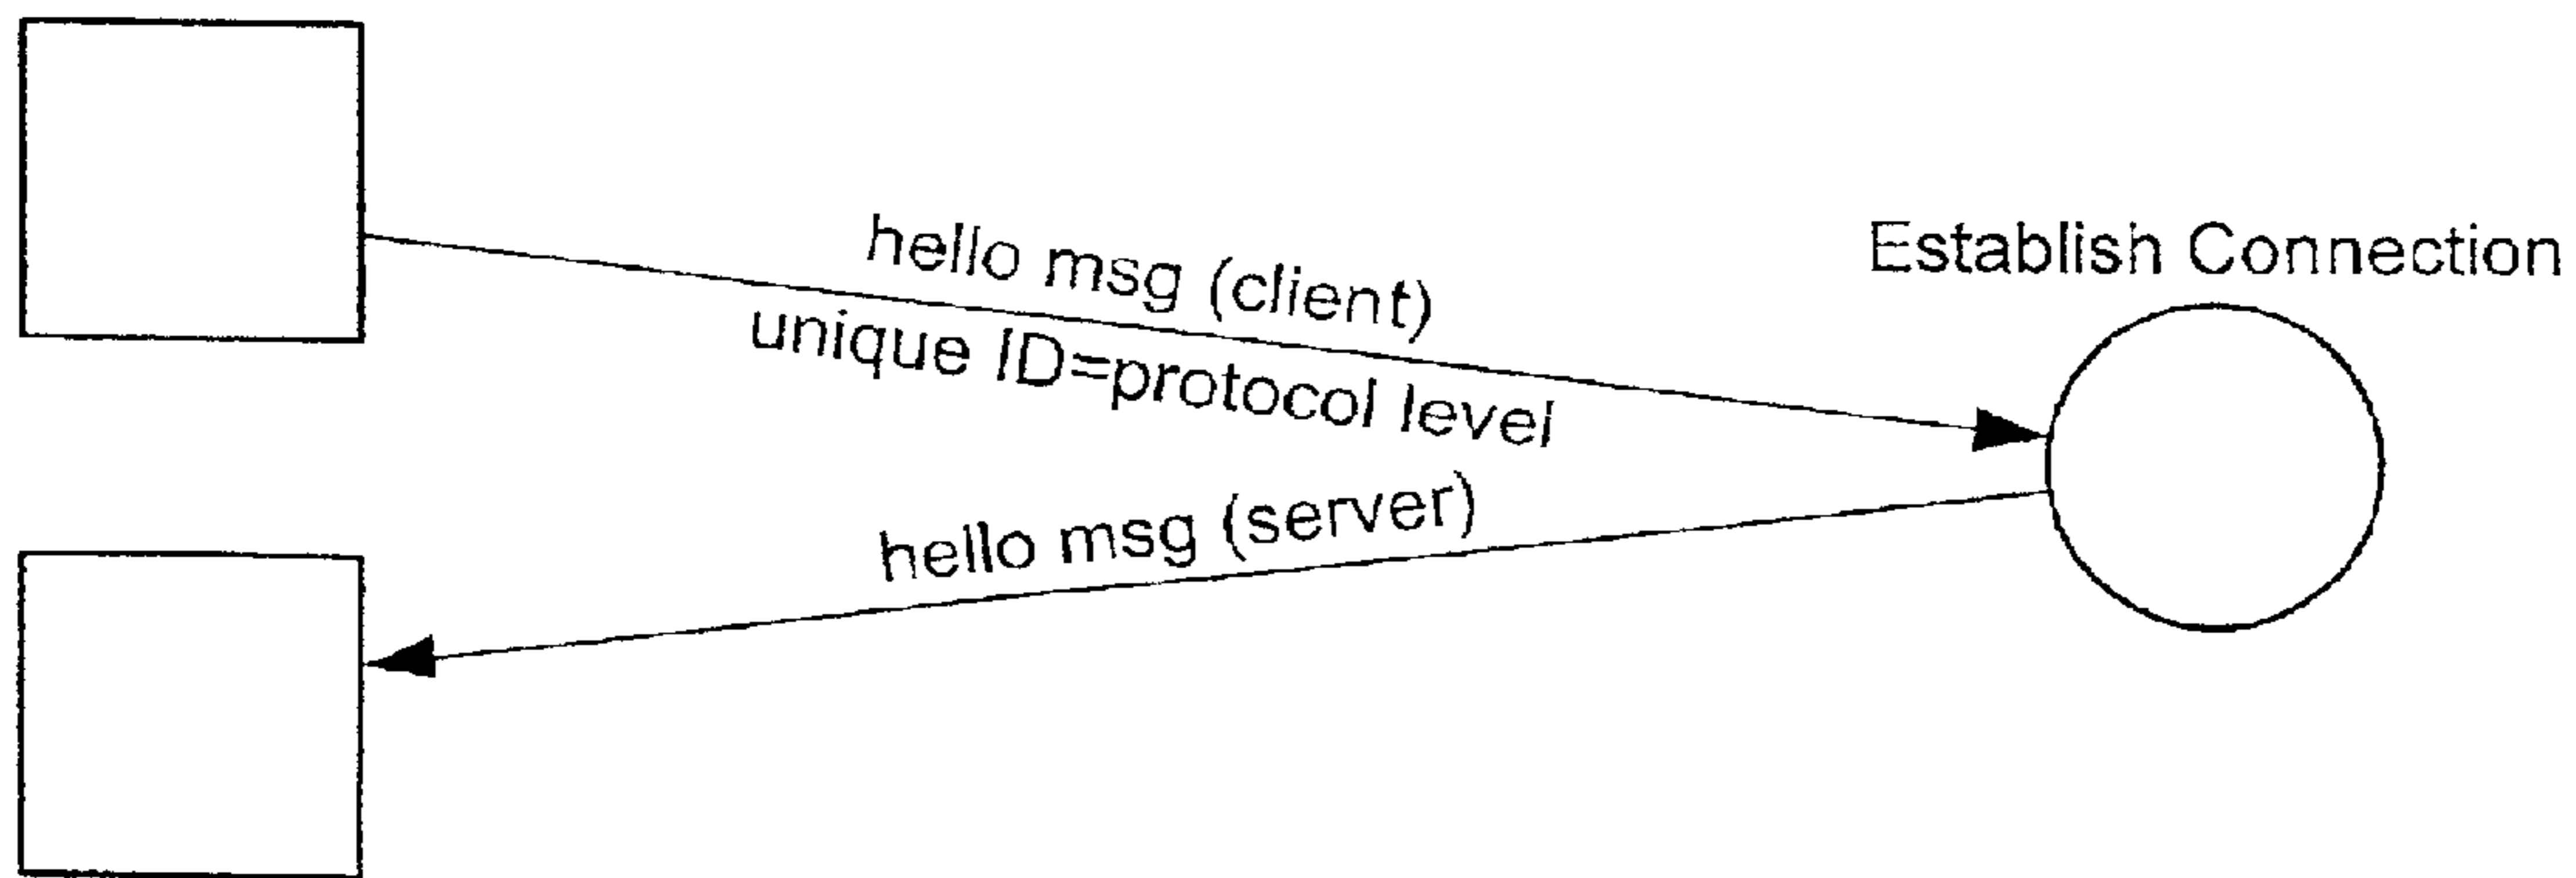 hello msg (client)
unique ID=protocol level
Establish Connection
hello msg (server)